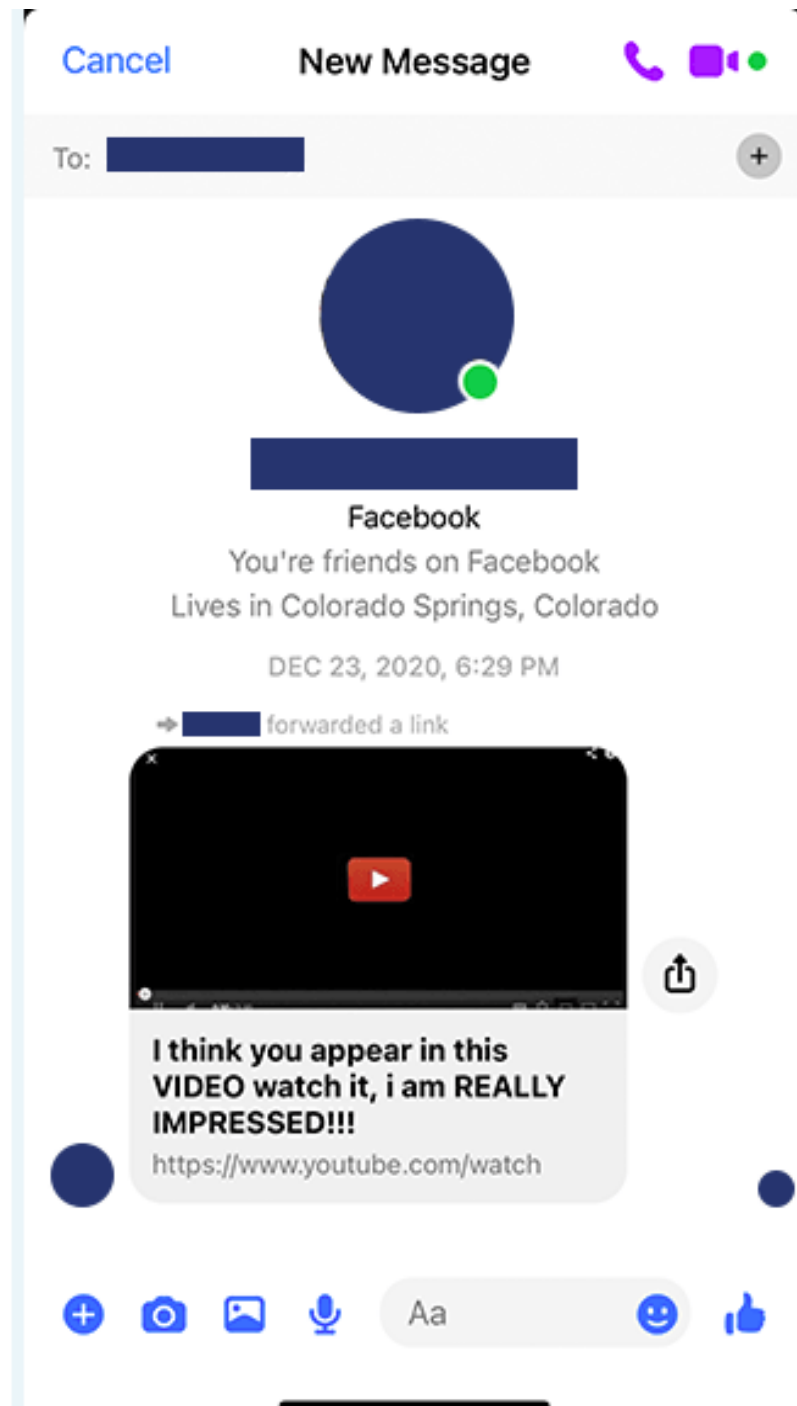 Cancel New Message
To:
Facebook
You're friends on Facebook
Lives in Colorado Springs, Colorado
DEC 23, 2020, 6:29 PM
forwarded a link
I think you appear in this
VIDEO watch it, i am REALLY
IMPRESSED!!!
https://www.youtube.com/watch
Aa